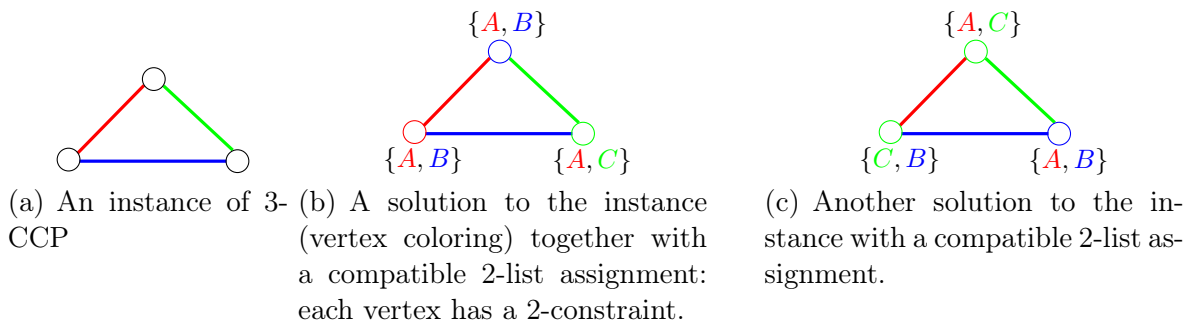 {A, B}
{A, C}
{A, B}
{A, C}
{C, B}
{A, B}
(a) An instance of 3-
CCP
(b) A solution to the instance
(vertex coloring) together with
a compatible 2-list assignment:
each vertex has a 2-constraint.
(c) Another solution to the in-
stance with a compatible 2-list as-
signment.